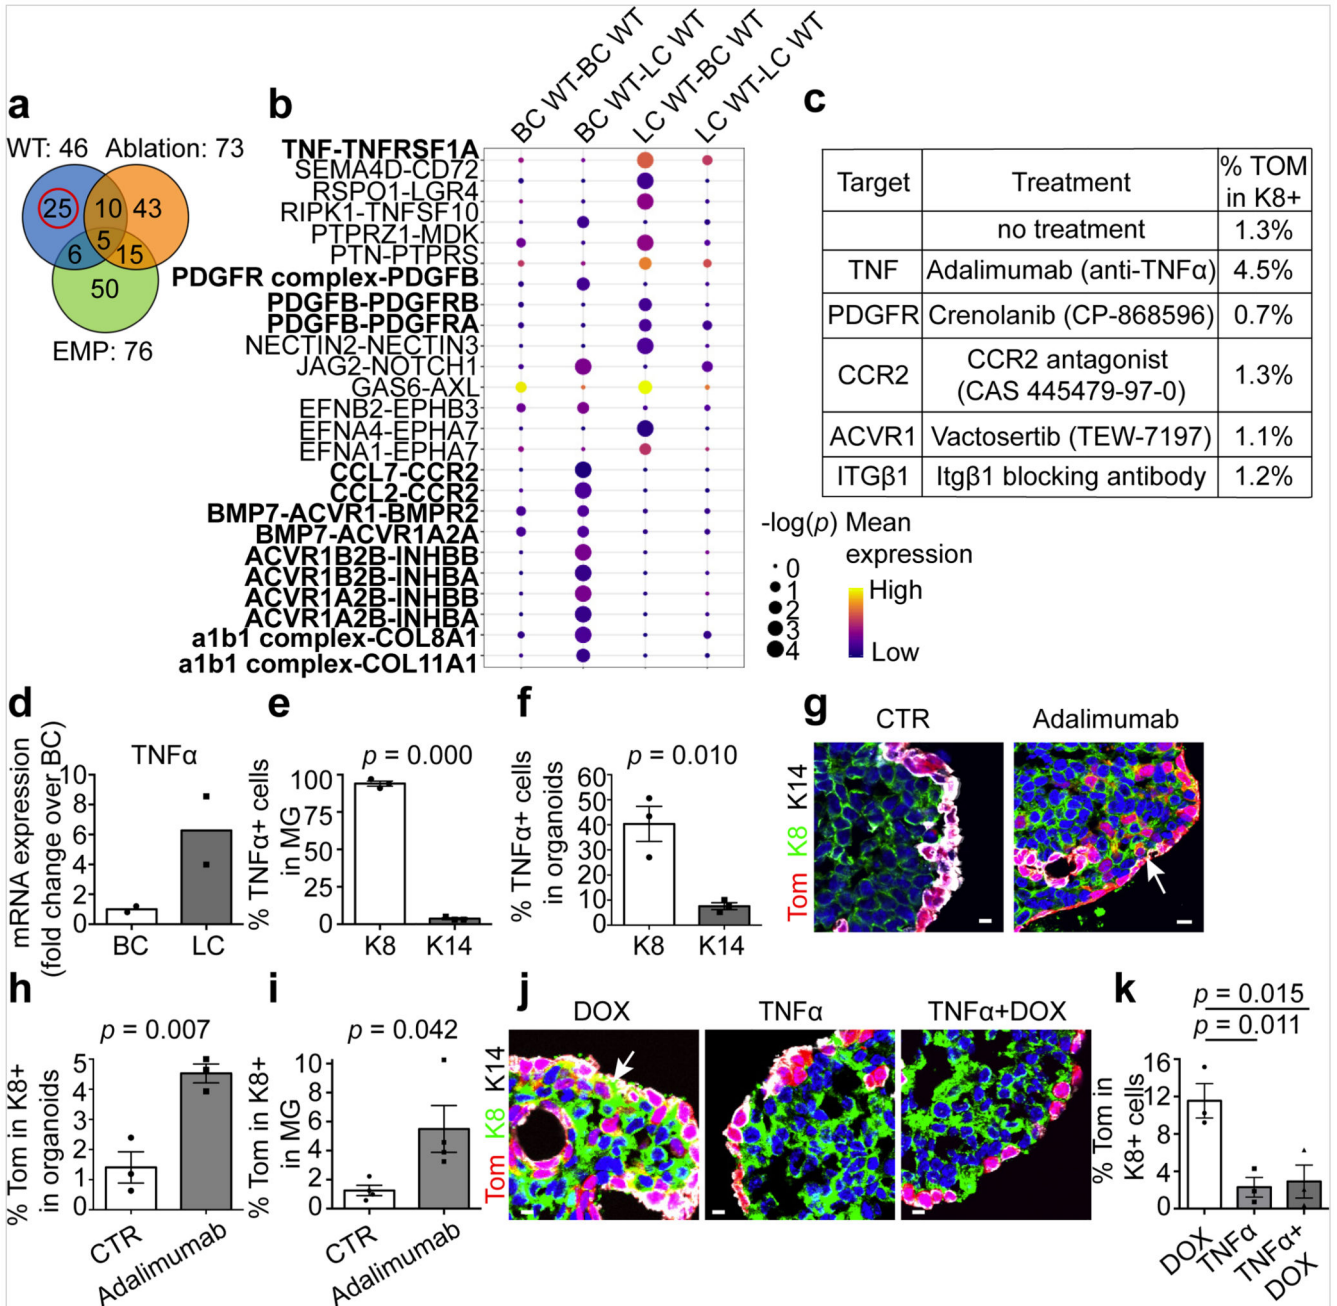 a
WT: 46 Ablation: 73
25 10 43
5
6 15
50
EMP: 76
b
BC WT-BC WT
BC WT-LC WT
LC WT-BC WT
LC WT-LC WT
TNF-TNFRSF1A
SEMA4D-CD72
RSPO1-LGR4
RIPK1-TNFSF10
PTPRZ1-MDK
PTN-PTPRS
PDGFR complex-PDGFB
PDGFB-PDGFRB
PDGFB-PDGFRA
NECTIN2-NECTIN3
JAG2-NOTCH1
GAS6-AXL
EFNB2-EPHB3
EFNA4-EPHA7
EFNA1-EPHA7
CCL7-CCR2
CCL2-CCR2
BMP7-ACVR1-BMPR2
BMP7-ACVR1A2A
ACVR1B2B-INHBB
ACVR1B2B-INHBA
ACVR1A2B-INHBB
ACVR1A2B-INHBA
a1b1 complex-COL8A1
a1b1 complex-COL11A1
-log(p)
0
1
2
3
4
Mean
expression
High
Low
c
Target Treatment % TOM
in K8+
no treatment 1.3%
TNF Adalimumab (anti-TNFα) 4.5%
PDGFR Crenolanib (CP-868596) 0.7%
CCR2 CCR2 antagonist
(CAS 445479-97-0) 1.3%
ACVR1 Vactosertib (TEW-7197) 1.1%
ITGβ1 Itgβ1 blocking antibody 1.2%
d
TNFα
mRNA expression
(fold change over BC)
10
8
6
4
2
0
BC LC
e
p = 0.000
% TNFα+ cells
in MG
100
75
50
25
0
K8 K14
f
p = 0.010
% TNFα+ cells
in organoids
60
50
40
30
20
10
0
K8 K14
g
CTR Adalimumab
Tom K8 K14
h
p = 0.007
% Tom in K8+
in organoids
5
4
3
2
1
0
CTR
Adalimumab
i
p = 0.042
% Tom in K8+
in MG
10
8
6
4
2
0
CTR
Adalimumab
j
DOX TNFα TNFα+DOX
Tom K8 K14
k
p = 0.015
p = 0.011
% Tom in
K8+ cells
16
12
8
4
0
DOX
TNFα
TNFα+
DOX